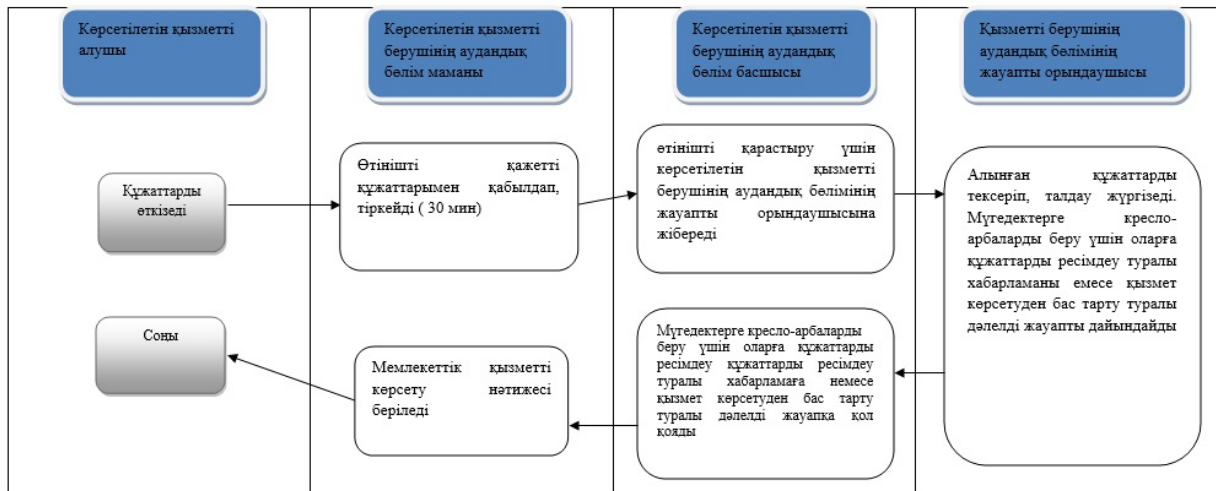 Көрсетілетін қызметті
алушы
Көрсетілетін қызметті
берушінің аудандық
бөлім маманы
Көрсетілетін қызметті
берушінің аудандық
бөлім басшысы
Қызметті берушінің
аудандық бөлімінің
жауапты орындаушысы
Құжаттарды
өткізеді
Өтінішті қажетті
құжаттарымен қабылдап,
тіркейді ( 30 мин)
өтінішті қарастыру үшін
көрсетілетін қызметті
берушінің аудандық бөлімінің
жауапты орындаушысына
жібереді
Алынған құжаттарды
тексеріп, талдау жүргізеді.
Мүгедектерге кресло-
арбаларды беру үшін оларға
құжаттарды ресімдеу туралы
хабарламаны емесе қызмет
көрсетуден бас тарту туралы
дәлелді жауапты дайындайды
Мүгедектерге кресло-арбаларды
беру үшін оларға құжаттарды
ресімдеу құжаттарды ресімдеу
туралы хабарламаға немесе
қызмет көрсетуден бас тарту
туралы дәлелді жауапқа қол
қояды
Мемлекеттік қызметті
көрсету нәтижесі
беріледі
Соңы